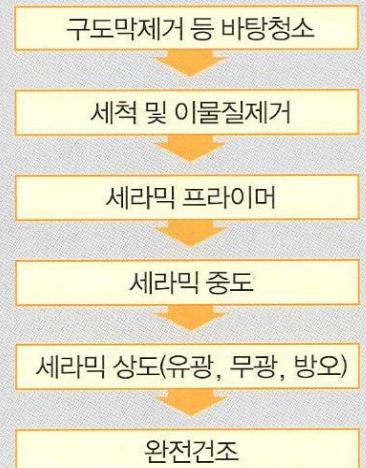 구도막제거 등 바탕청소
세척 및 이물질제거
세라믹 프라이머
세라믹 중도
세라믹 상도(유광, 무광, 방오)
완전건조